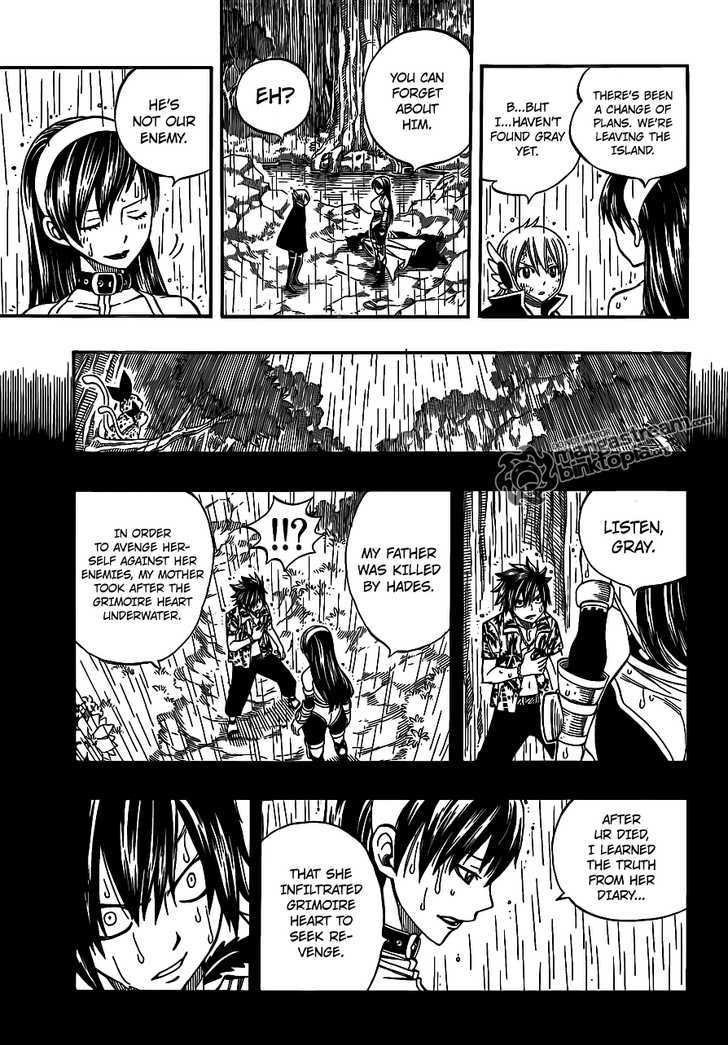 THERE'S BEEN
A CHANGE OF
PLANS. WE'RE
LEAVING THE
ISLAND.
B...BUT
I...HAVEN'T
FOUND GRAY
YET.
YOU CAN
FORGET
ABOUT
HIM.
EH?
HE'S
NOT OUR
ENEMY.
mangastream.com
binktopia
LISTEN,
GRAY.
MY FATHER
WAS KILLED
BY HADES.
!!?
IN ORDER
TO AVENGE HER-
SELF AGAINST HER
ENEMIES, MY MOTHER
TOOK AFTER THE
GRIMOIRE HEART
UNDERWATER.
AFTER
UR DIED,
I LEARNED
THE TRUTH
FROM HER
DIARY...
THAT SHE
INFILTRATED
GRIMOIRE
HEART TO
SEEK RE-
VENGE.